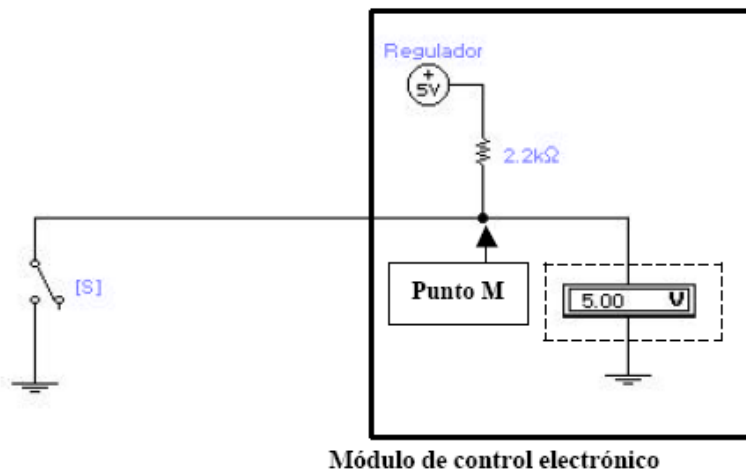 Regulador
+
5V
2.2kΩ
[S]
Punto M
5.00 V
Módulo de control electrónico